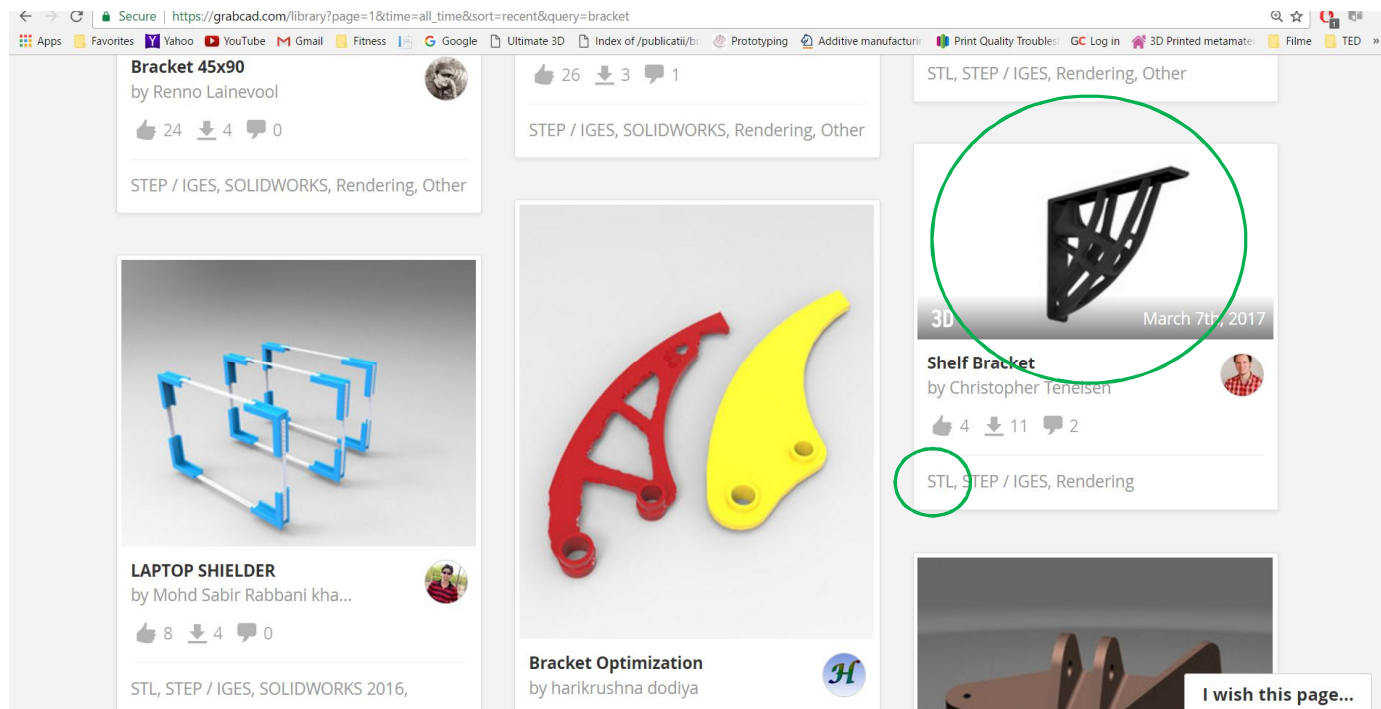 Secure | https://grabcad.com/library?page=1&time=all_time&sort=recent&query=bracket
Apps Favorites Yahoo YouTube Gmail Fitness Google Ultimate 3D Index of /publicatii/br Prototyping Additive manufacturin Print Quality Troubles GC Log in 3D Printed metamate Filme TED »
Bracket 45x90
by Renno Lainevool
24 4 0
STEP / IGES, SOLIDWORKS, Rendering, Other
LAPTOP SHIELDER
by Mohd Sabir Rabbani kha...
8 4 0
STL, STEP / IGES, SOLIDWORKS 2016,
26 3 1
STEP / IGES, SOLIDWORKS, Rendering, Other
Bracket Optimization
by harikrushna dodiya
H
STL, STEP / IGES, Rendering, Other
3D March 7th, 2017
Shelf Bracket
by Christopher Teneisen
4 11 2
STL, STEP / IGES, Rendering
I wish this page...